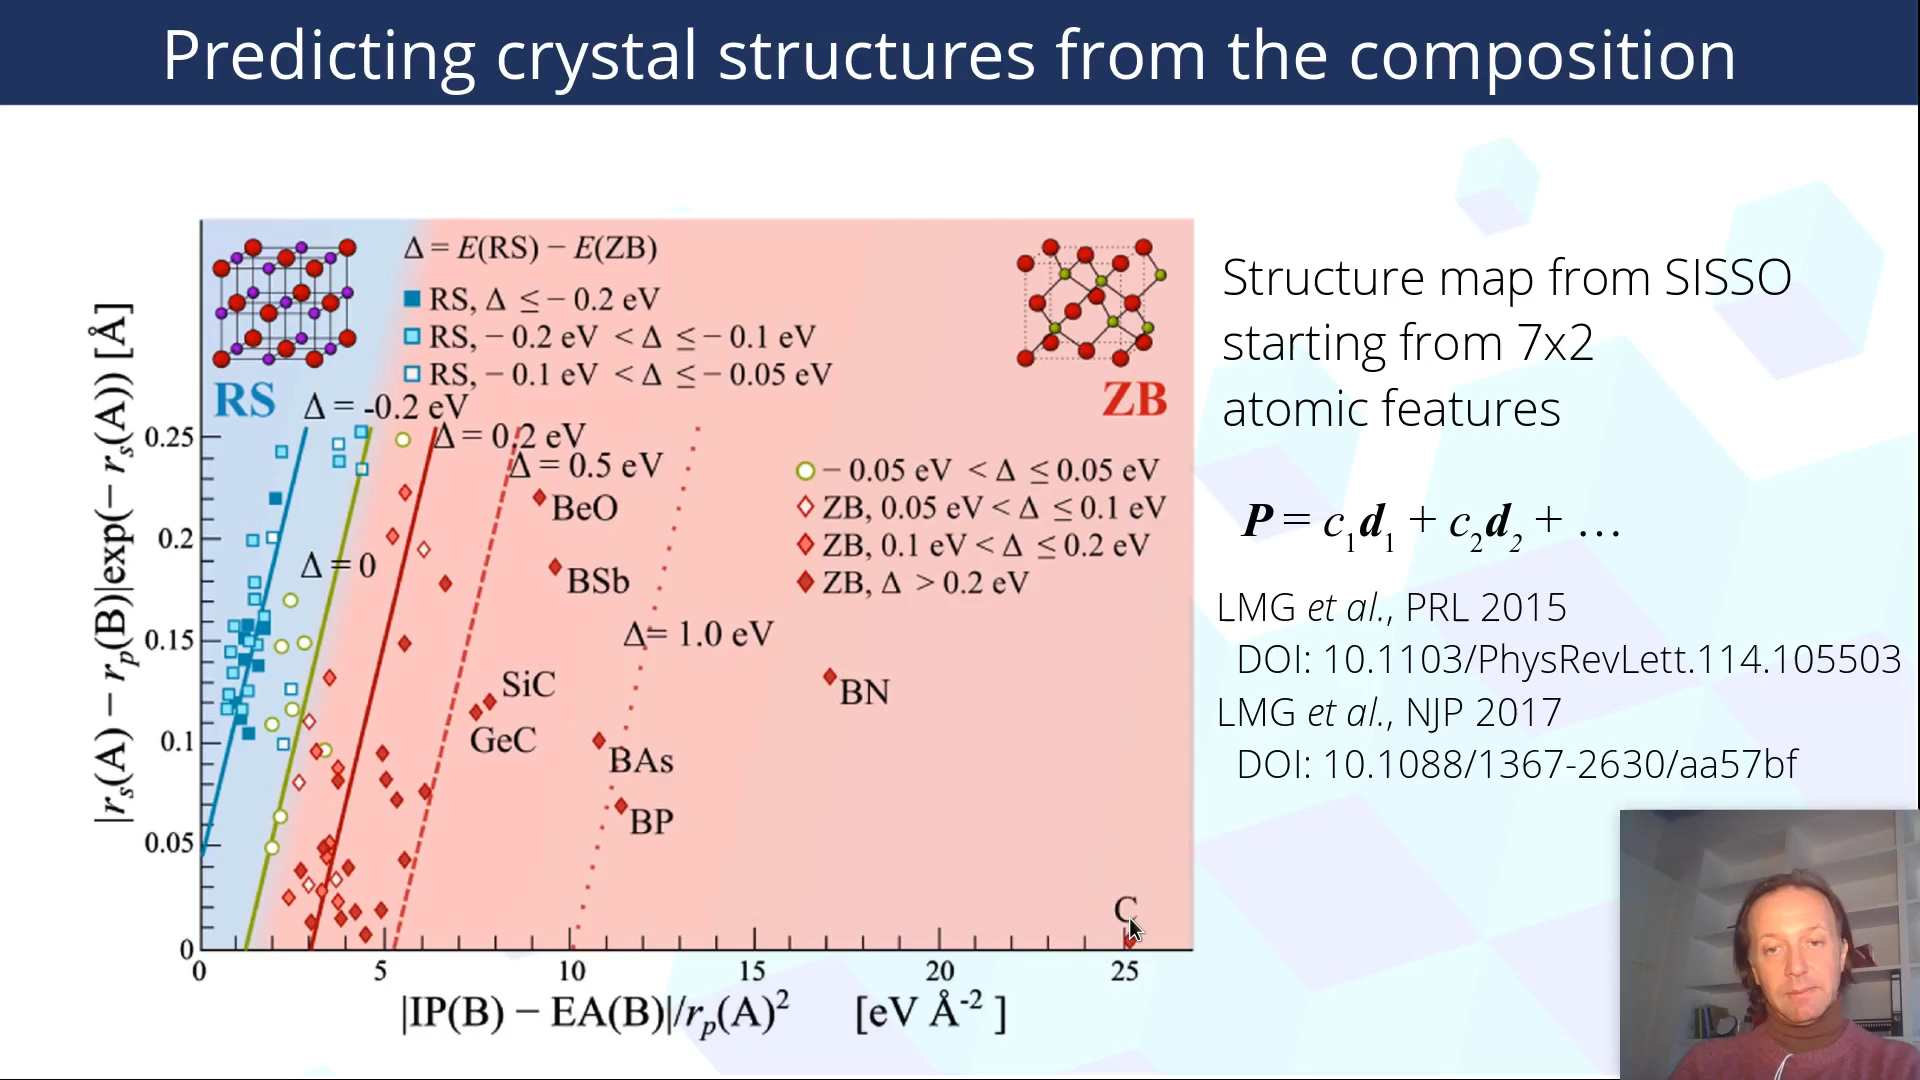 Predicting crystal structures from the composition
Δ = E(RS) − E(ZB)
RS, Δ ≤ − 0.2 eV
RS, − 0.2 eV < Δ ≤ − 0.1 eV
RS, − 0.1 eV < Δ ≤ − 0.05 eV
RS
ZB
Δ = -0.2 eV
Δ = 0.2 eV
Δ = 0.5 eV
Δ = 0
Δ= 1.0 eV
− 0.05 eV < Δ ≤ 0.05 eV
ZB, 0.05 eV < Δ ≤ 0.1 eV
ZB, 0.1 eV < Δ ≤ 0.2 eV
ZB, Δ > 0.2 eV
BeO
BSb
SiC
GeC
BN
BAs
BP
C
0.25
0.2
0.15
0.1
0.05
0
0 5 10 15 20 25
|rₛ(A) − rₚ(B)|exp(− rₛ(A)) [Å]
|IP(B) − EA(B)|/rₚ(A)² [eV Å⁻² ]
Structure map from SISSO
starting from 7x2
atomic features
P = c₁d₁ + c₂d₂ + …
LMG et al., PRL 2015
DOI: 10.1103/PhysRevLett.114.105503
LMG et al., NJP 2017
DOI: 10.1088/1367-2630/aa57bf